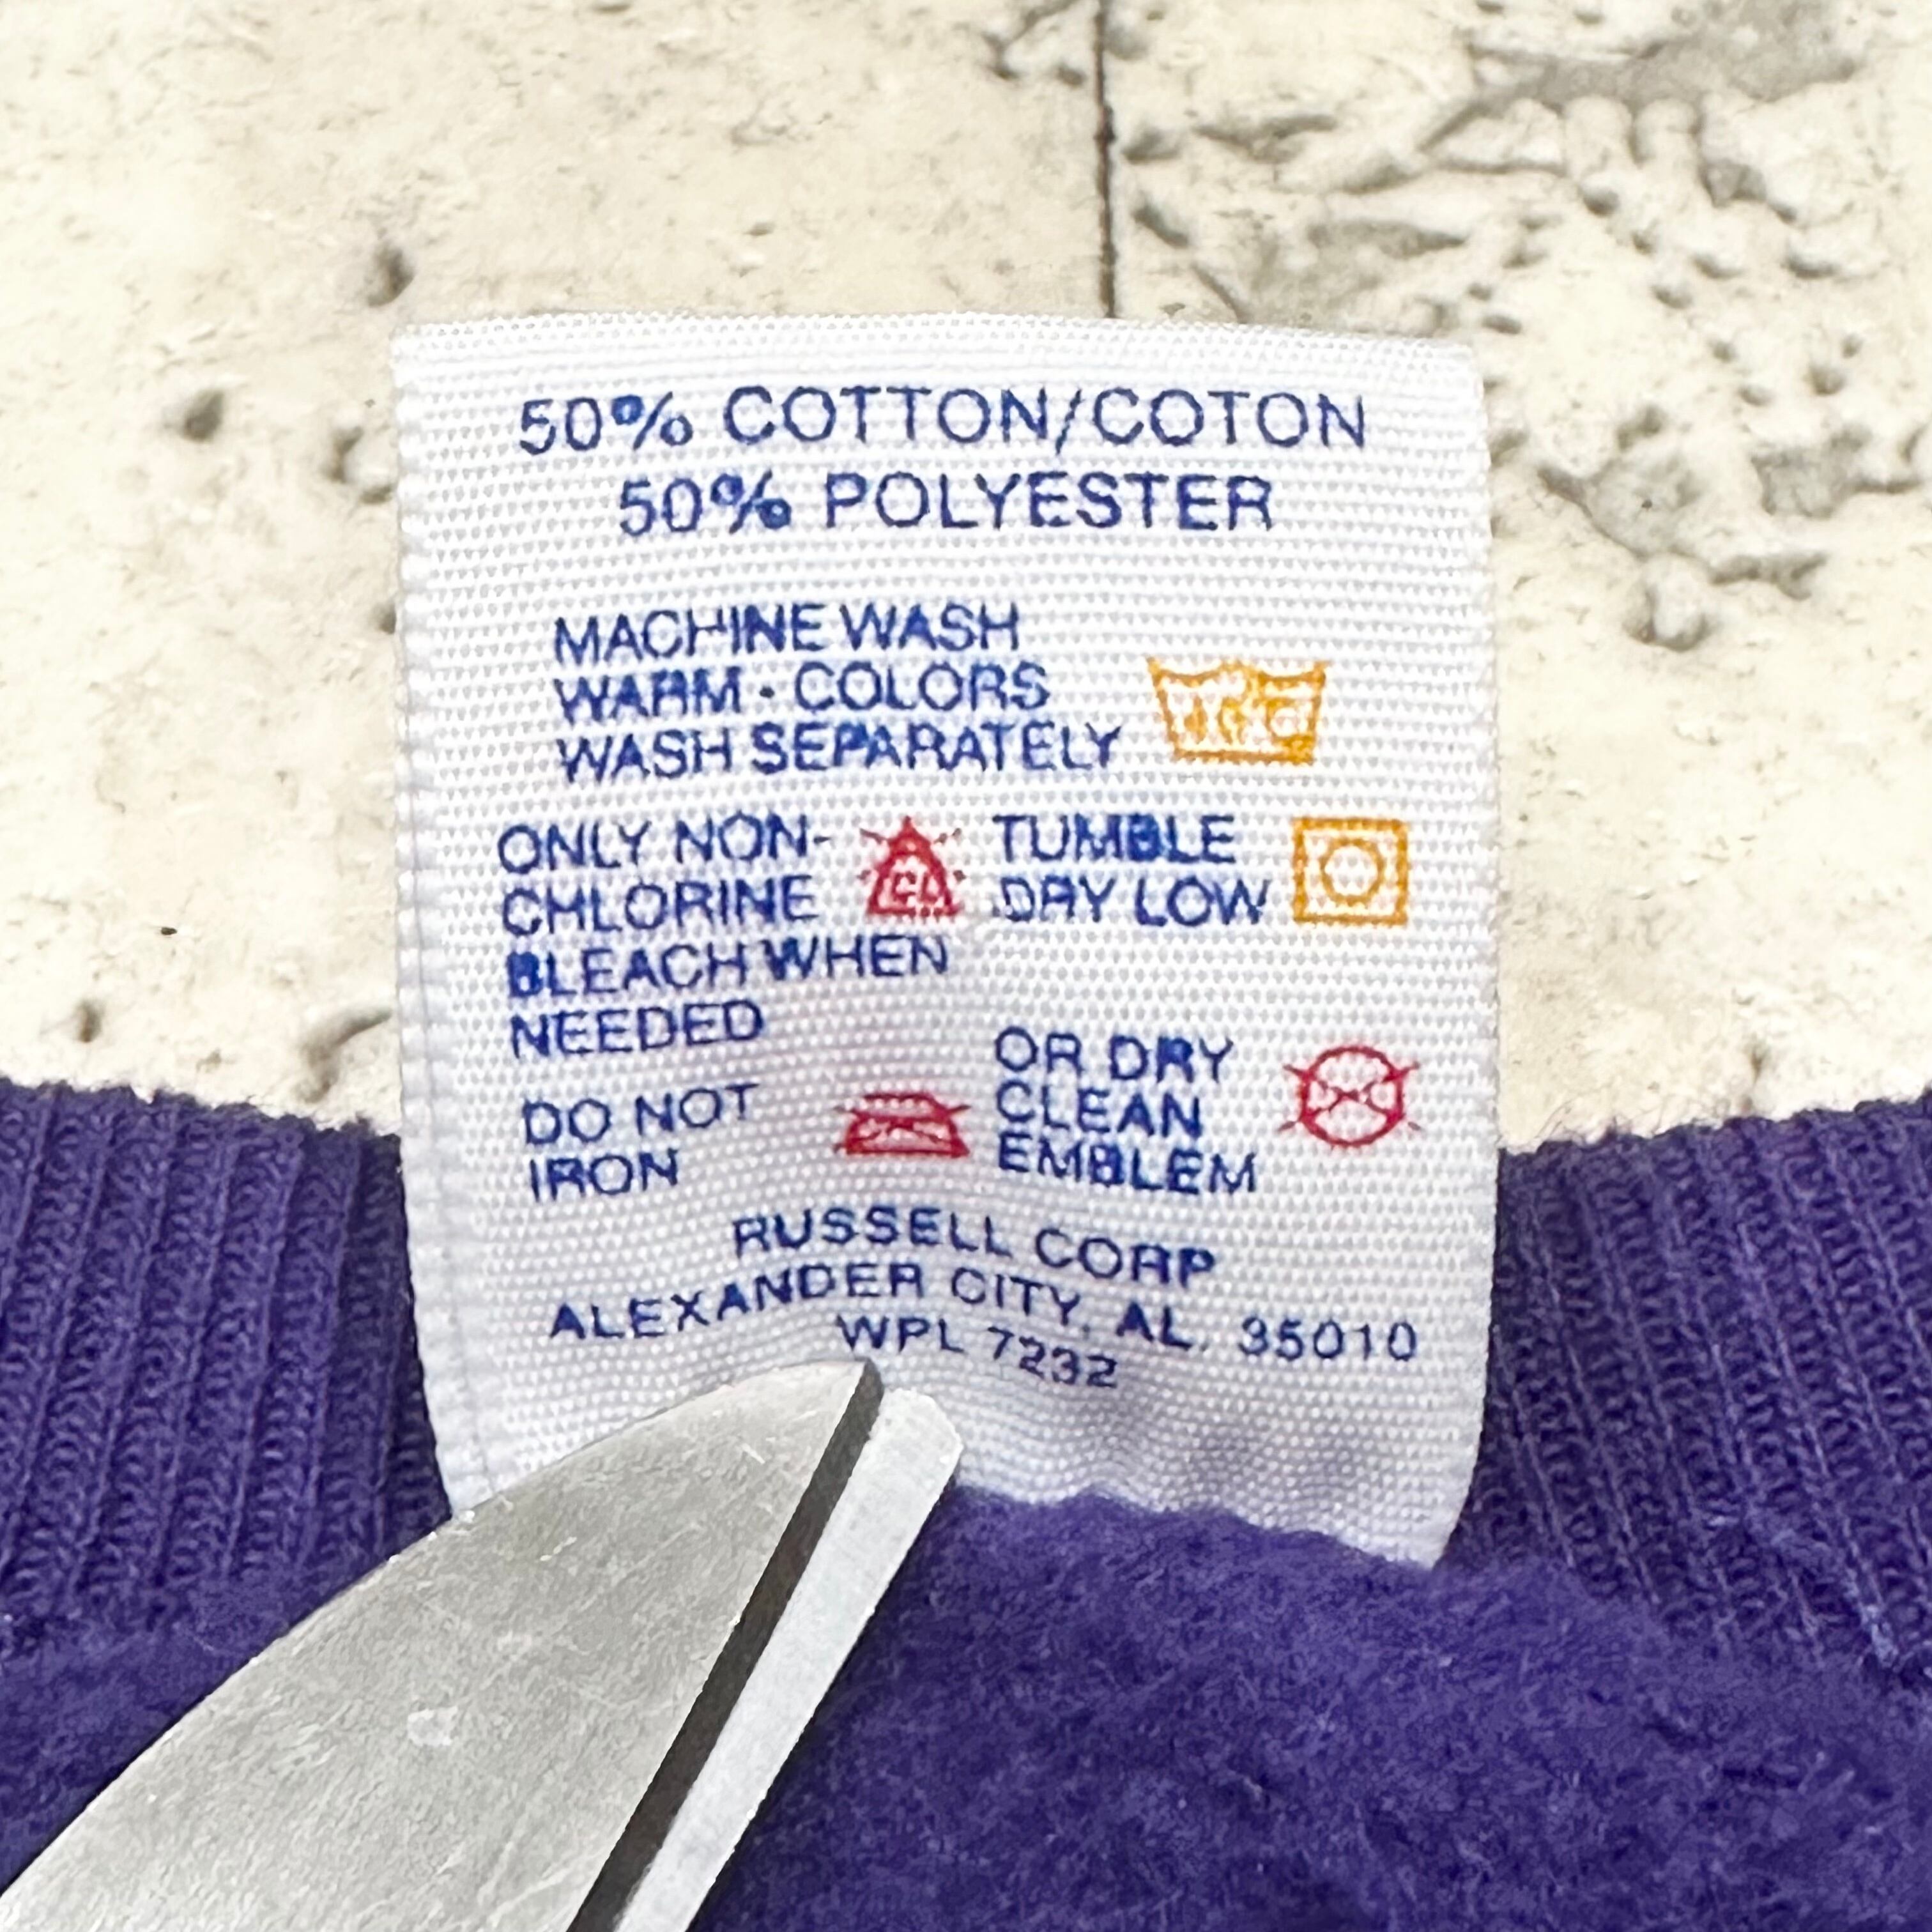 50% COTTON/COTON
50% POLYESTER
MACHINE WASH
WARM - COLORS
WASH SEPARATELY
ONLY NON-
CHLORINE
BLEACH WHEN
NEEDED
CL
TUMBLE
DRY LOW
DO NOT
IRON
OR DRY
CLEAN
EMBLEM
RUSSELL CORP
ALEXANDER CITY, AL. 35010
WPL 7232